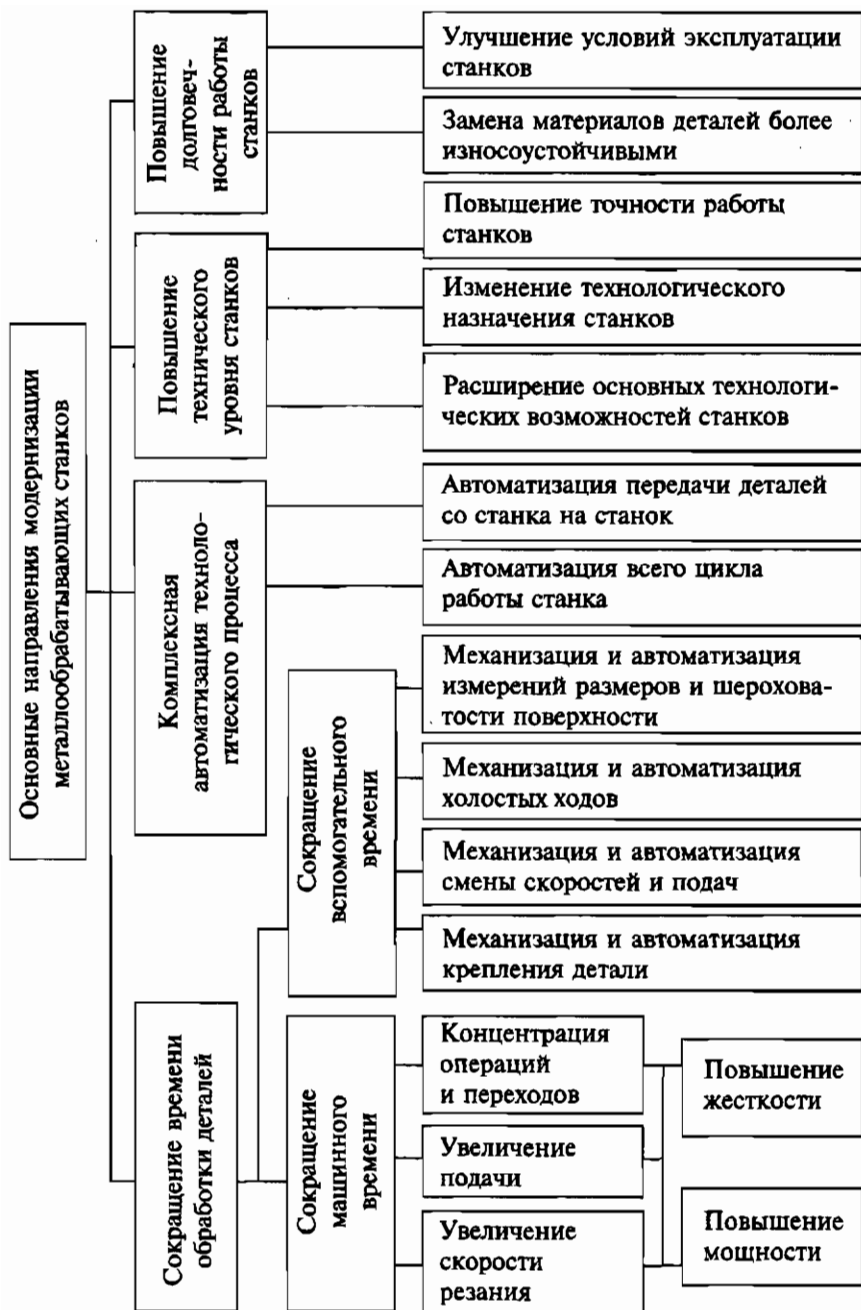 Основные направления модернизации
металлообрабатывающих станков
Повышение
долговеч-
ности работы
станков
Улучшение условий эксплуатации
станков
Замена материалов деталей более
износоустойчивыми
Повышение
технического
уровня станков
Повышение точности работы
станков
Изменение технологического
назначения станков
Расширение основных технологи-
ческих возможностей станков
Комплексная
автоматизация техноло-
гического процесса
Автоматизация передачи деталей
со станка на станок
Автоматизация всего цикла
работы станка
Сокращение времени
обработки деталей
Сокращение
вспомогательного
времени
Механизация и автоматизация
измерений размеров и шерохова-
тости поверхности
Механизация и автоматизация
холостых ходов
Механизация и автоматизация
смены скоростей и подач
Механизация и автоматизация
крепления детали
Сокращение
машинного
времени
Концентрация
операций
и переходов
Увеличение
подачи
Увеличение
скорости
резания
Повышение
жесткости
Повышение
мощности